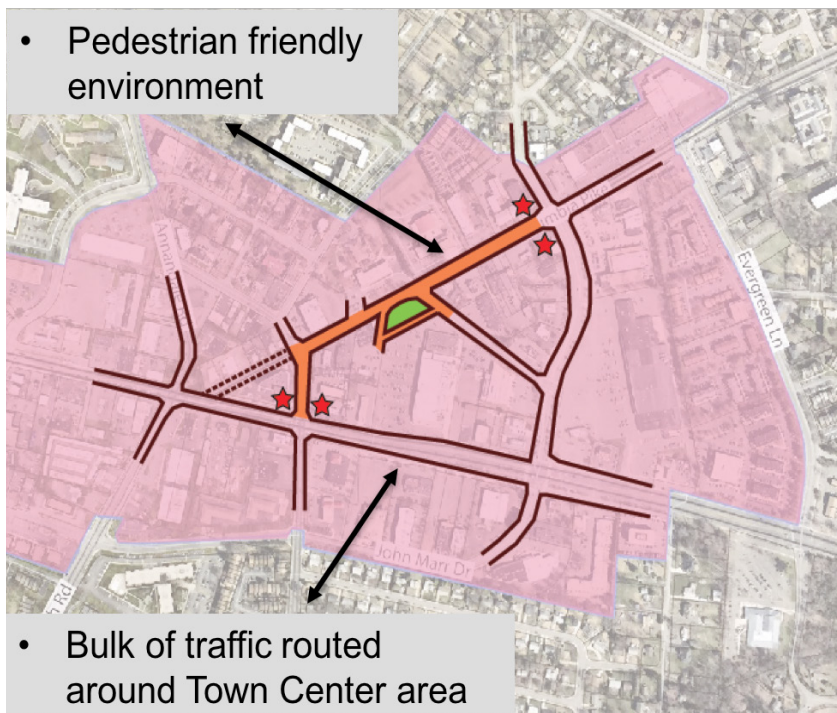 • Pedestrian friendly
environment
Evergreen Ln
John Marr Dr
• Bulk of traffic routed
around Town Center area